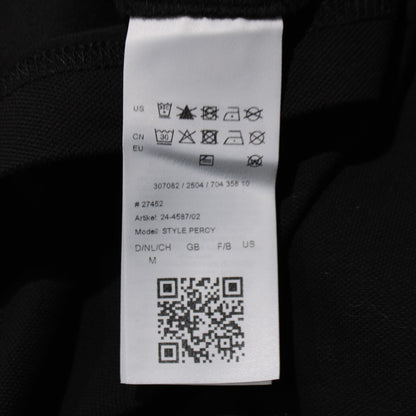 US
CN
30
EU
307082 / 2504 / 704 358 10
# 27452
Artikel: 24-4587/02
Modell: STYLE PERCY
D/NL/CH GB F/B US
M